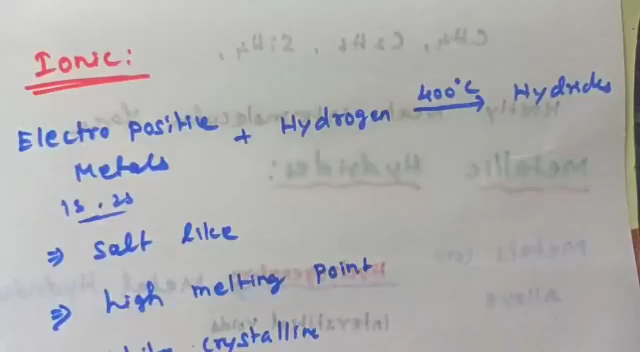 Ionic:
Electro positive + Hydrogen 400°C → Hydrides
Metals
1s, 2s
⇒ Salt like
⇒ high melting point
crystalline